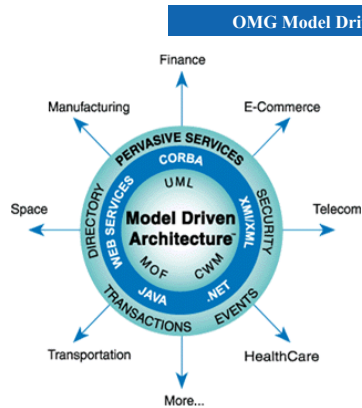 OMG Model Dri
Finance
Manufacturing
E-Commerce
PERVASIVE SERVICES
CORBA
UML
DIRECTORY
WEB SERVICES
XMI/XML
SECURITY
Space
Model Driven
Architecture™
Telecom
MOF
CWM
JAVA
.NET
TRANSACTIONS
EVENTS
Transportation
HealthCare
More...